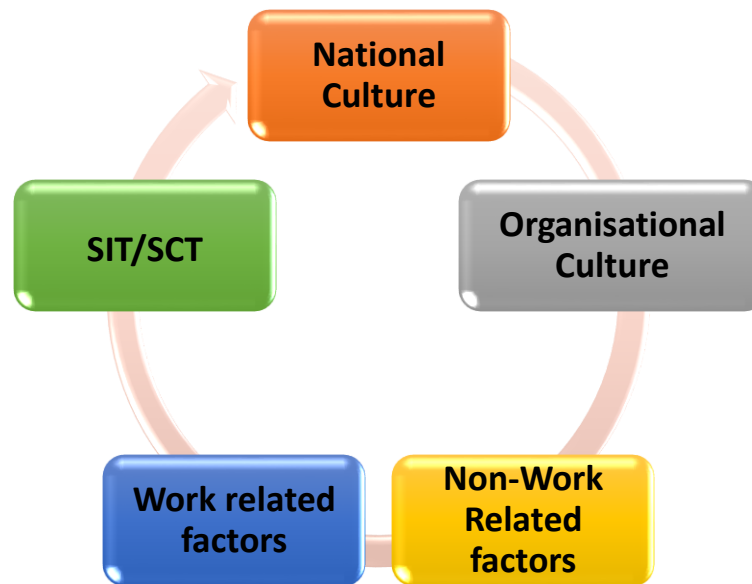 National
Culture
Organisational
Culture
Non-Work
Related
factors
Work related
factors
SIT/SCT